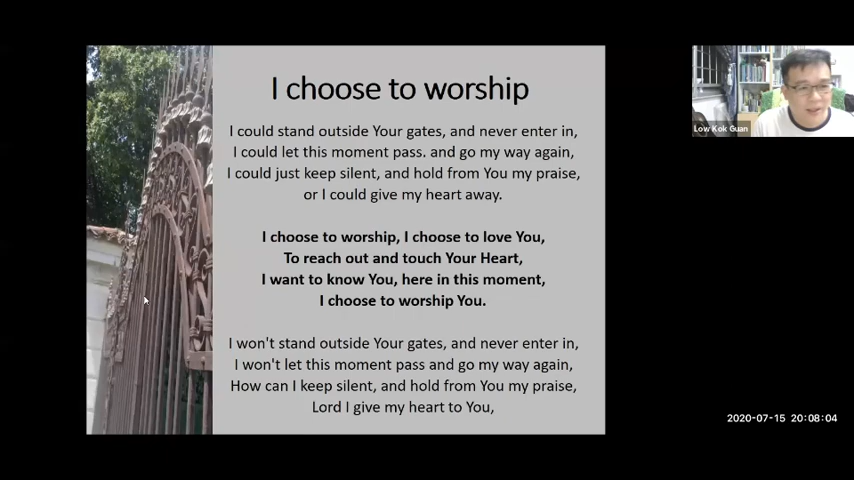 I choose to worship
I could stand outside Your gates, and never enter in,
I could let this moment pass. and go my way again,
I could just keep silent, and hold from You my praise,
or I could give my heart away.
I choose to worship, I choose to love You,
To reach out and touch Your Heart,
I want to know You, here in this moment,
I choose to worship You.
I won't stand outside Your gates, and never enter in,
I won't let this moment pass and go my way again,
How can I keep silent, and hold from You my praise,
Lord I give my heart to You,
Low Kok Guan
2020-07-15 20:08:04